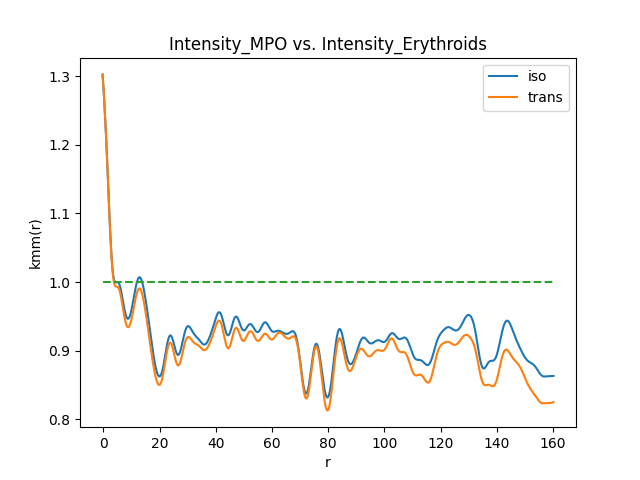 Intensity_MPO vs. Intensity_Erythroids
iso
trans
1.3
1.2
1.1
1.0
0.9
0.8
kmm(r)
0 20 40 60 80 100 120 140 160
r